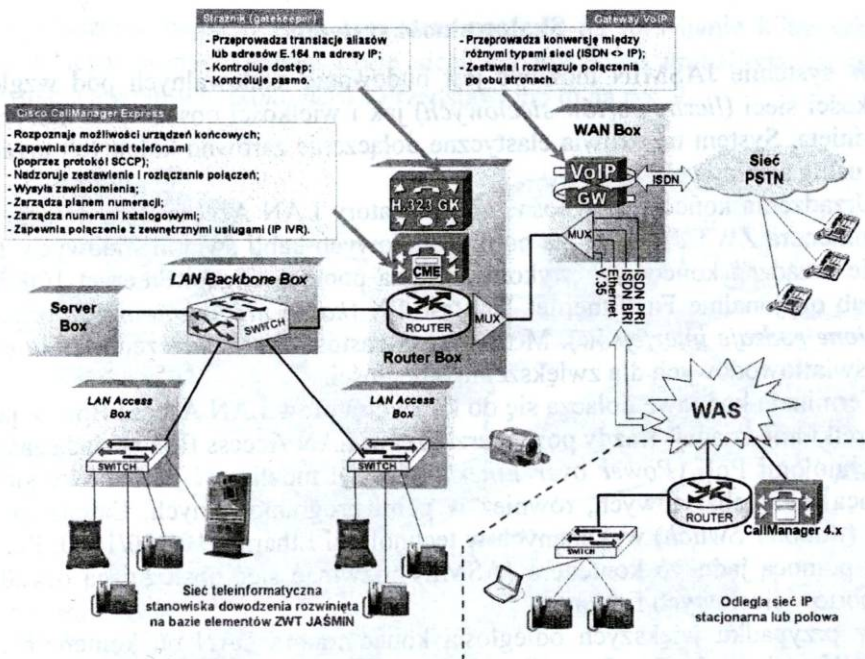 Strażnik (gatekeeper)
- Przeprowadza translacje aliasów
lub adresów E.164 na adresy IP;
- Kontroluje dostęp;
- Kontroluje pasmo.
Gateway VoIP
- Przeprowadza konwersję między
różnymi typami sieci (ISDN <> IP);
- Zestawia i rozwiązuje połączenia
po obu stronach.
Cisco CallManager Express
- Rozpoznaje możliwości urządzeń końcowych;
- Zapewnia nadzór nad telefonami
(poprzez protokół SCCP);
- Nadzoruje zestawienie i rozłączanie połączeń;
- Wysyła zawiadomienia;
- Zarządza planem numeracji;
- Zarządza numerami katalogowymi;
- Zapewnia połączenie z zewnętrznymi usługami (IP IVR).
WAN Box
VoIP
GW
ISDN
Sieć
PSTN
H.323 GK
CME
MUX
V.35
Ethernet
ISDN BRI
ISDN PRI
LAN Backbone Box
Server
Box
SWITCH
ROUTER
MUX
Router Box
LAN Access
Box
SWITCH
LAN Access
Box
SWITCH
WAS
ROUTER
CallManager 4.x
SWITCH
Sieć teleinformatyczna
stanowiska dowodzenia rozwinięta
na bazie elementów ZWT JAŚMIN
Odległa sieć IP
stacjonarna lub polowa